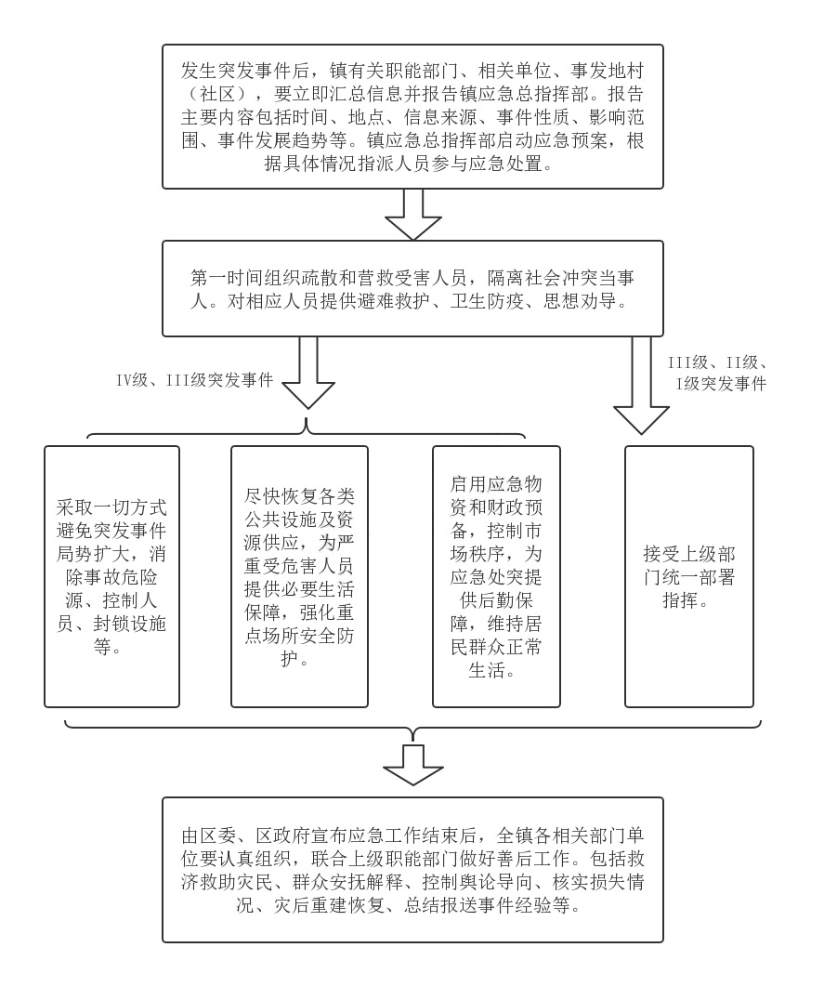 发生突发事件后，镇有关职能部门、相关单位、事发地村
（社区），要立即汇总信息并报告镇应急总指挥部。报告
主要内容包括时间、地点、信息来源、事件性质、影响范
围、事件发展趋势等。镇应急总指挥部启动应急预案，根
据具体情况指派人员参与应急处置。
第一时间组织疏散和营救受害人员，隔离社会冲突当事
人。对相应人员提供避难救护、卫生防疫、思想劝导。
IV级、III级突发事件
III级、II级、
I级突发事件
采取一切方式
避免突发事件
局势扩大，消
除事故危险
源、控制人
员、封锁设施
等。
尽快恢复各类
公共设施及资
源供应，为严
重受危害人员
提供必要生活
保障，强化重
点场所安全防
护。
启用应急物
资和财政预
备，控制市
场秩序，为
应急处突提
供后勤保
障，维持居
民群众正常
生活。
接受上级部
门统一部署
指挥。
由区委、区政府宣布应急工作结束后，全镇各相关部门单
位要认真组织，联合上级职能部门做好善后工作。包括救
济救助灾民、群众安抚解释、控制舆论导向、核实损失情
况、灾后重建恢复、总结报送事件经验等。